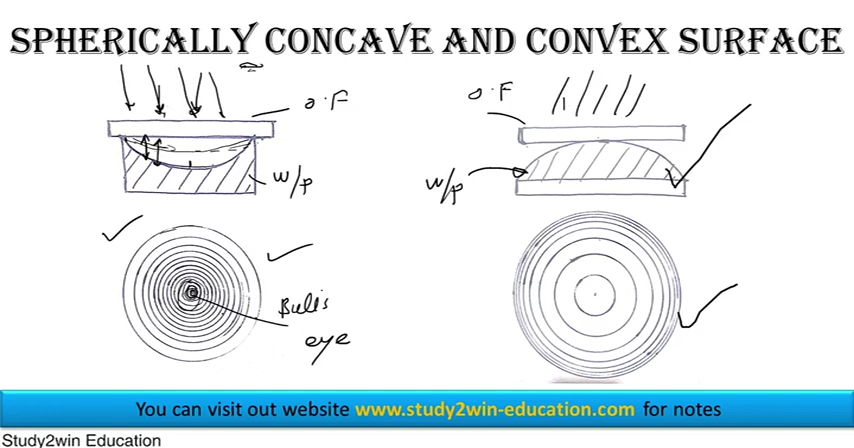 SPHERICALLY CONCAVE AND CONVEX SURFACE
O.F
O.F
w/p
w/p
Bull's
eye
You can visit out website www.study2win-education.com for notes
Study2win Education